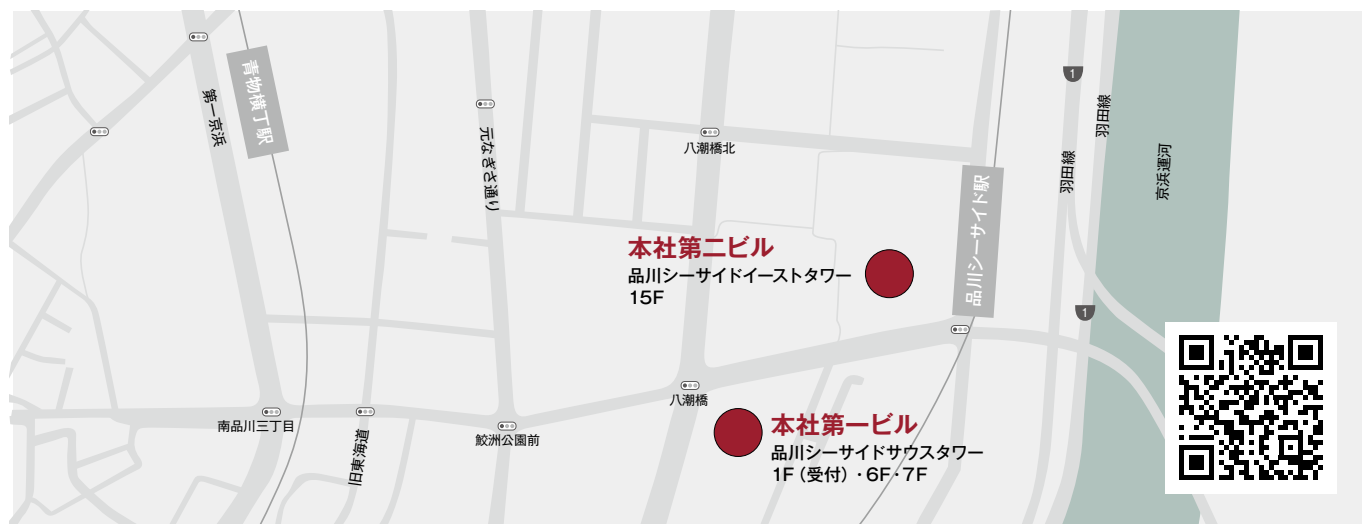 青物横丁駅
第一京浜
元なぎさ通り
八潮橋北
品川シーサイド駅
1
羽田線
羽田線
京浜運河
本社第二ビル
品川シーサイドイーストタワー
15F
1
八潮橋
南品川三丁目
旧東海道
鮫洲公園前
本社第一ビル
品川シーサイドサウスタワー
1F（受付）・6F・7F